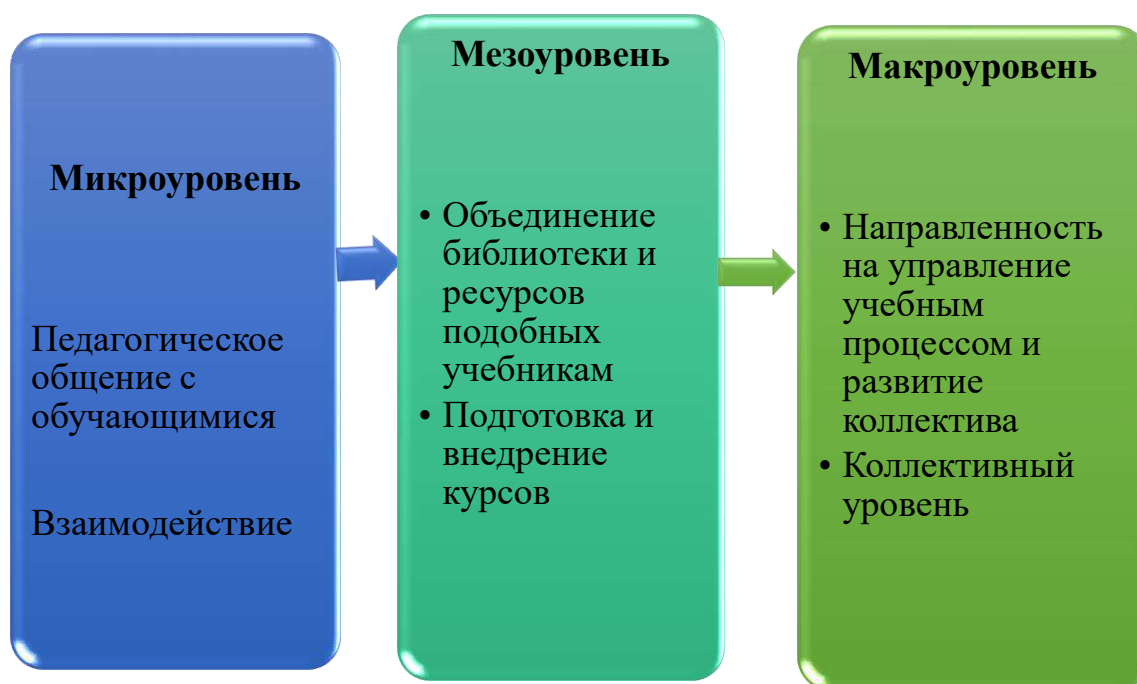 Микроуровень
Педагогическое
общение с
обучающимися
Взаимодействие
Мезоуровень
• Объединение
библиотеки и
ресурсов
подобных
учебникам
• Подготовка и
внедрение
курсов
Макроуровень
• Направленность
на управление
учебным
процессом и
развитие
коллектива
• Коллективный
уровень